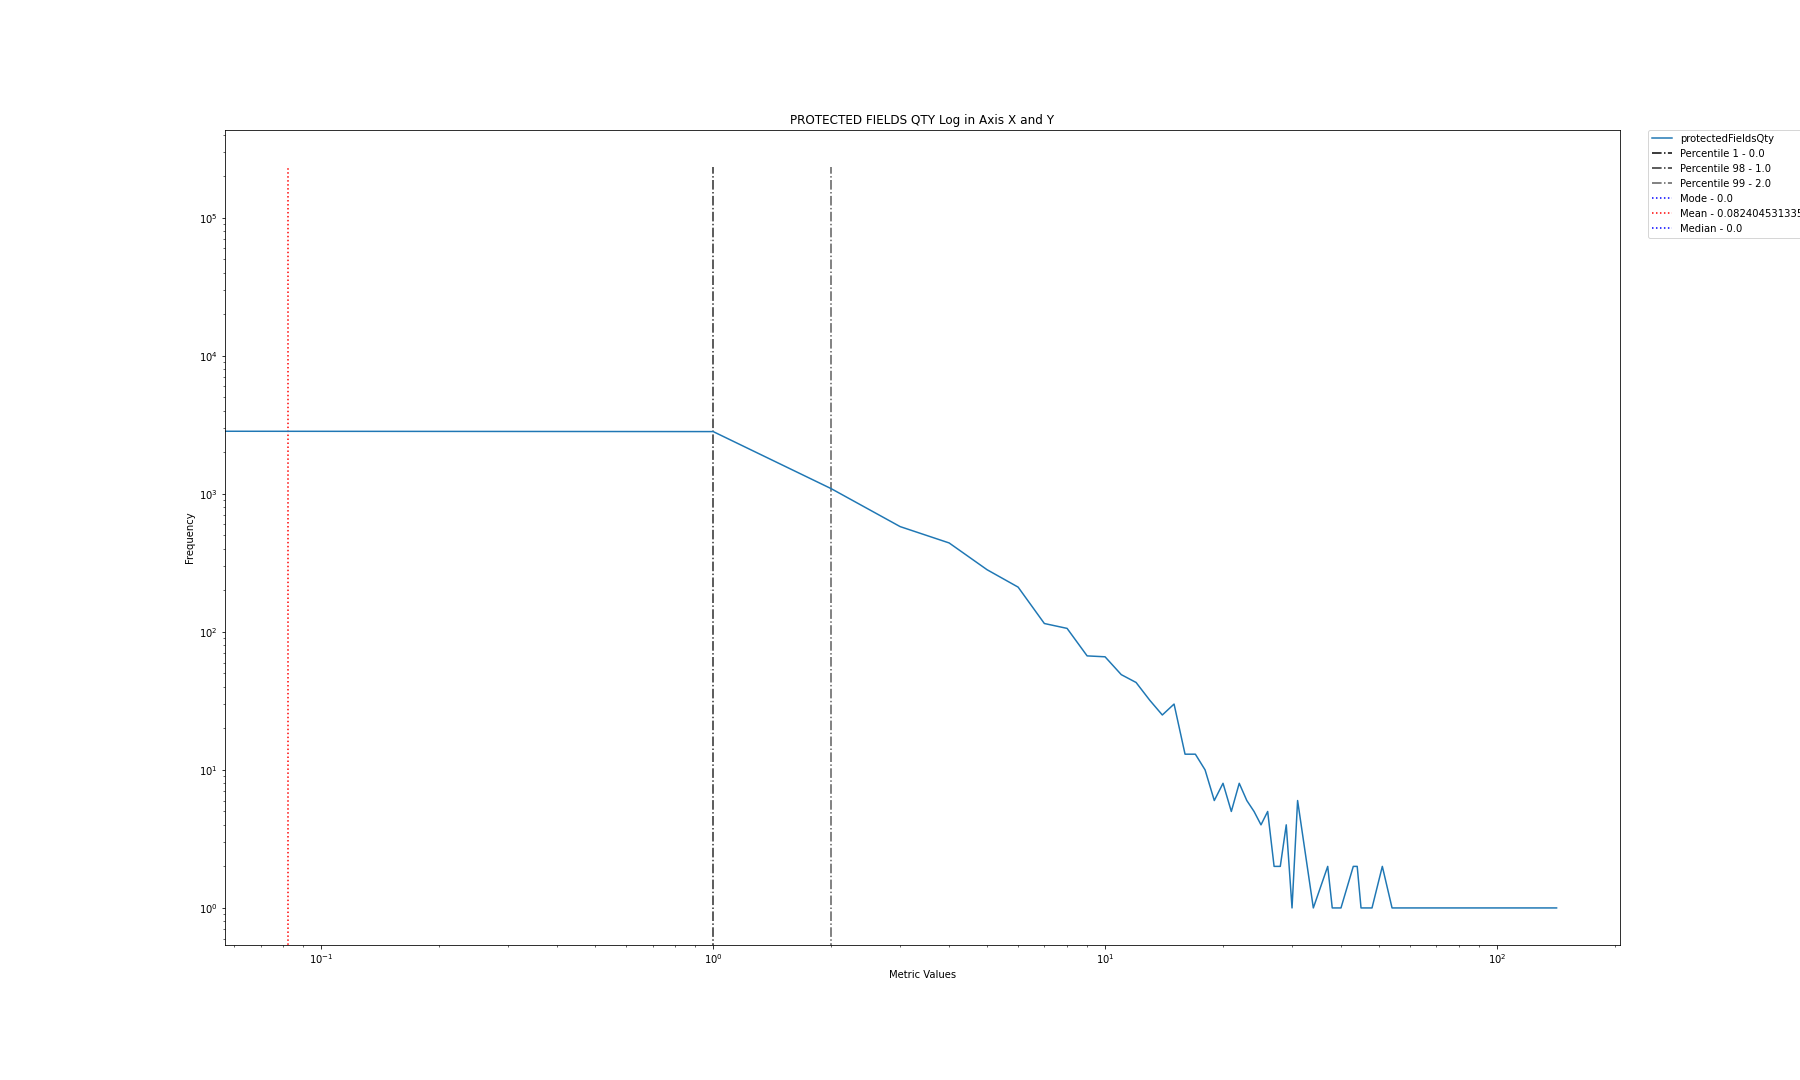 PROTECTED FIELDS QTY Log in Axis X and Y
protectedFieldsQty
Percentile 1 - 0.0
Percentile 98 - 1.0
Percentile 99 - 2.0
Mode - 0.0
Mean - 0.082404531335
Median - 0.0
10⁵
10⁴
10³
10²
10¹
10⁰
Frequency
10⁻¹
10⁰
10¹
10²
Metric Values